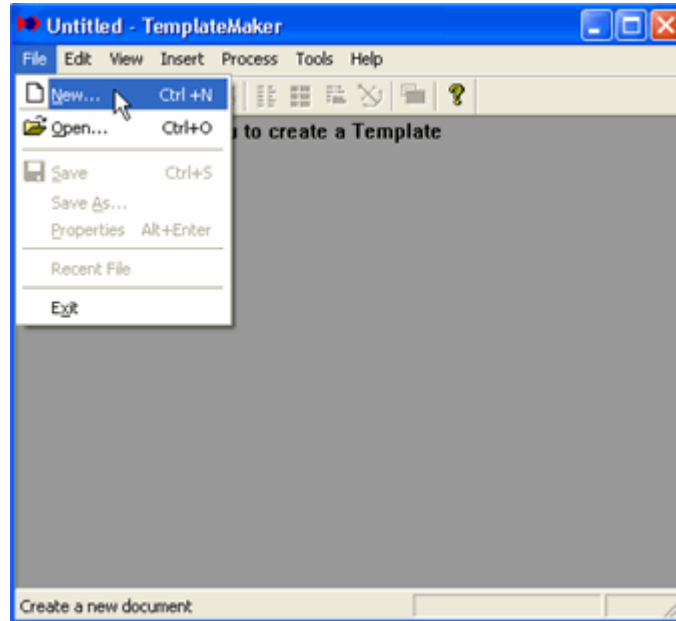 Untitled - TemplateMaker
File Edit View Insert Process Tools Help
New... Ctrl +N
Open... Ctrl+O
to create a Template
Save Ctrl+S
Save As...
Properties Alt+Enter
Recent File
Exit
Create a new document